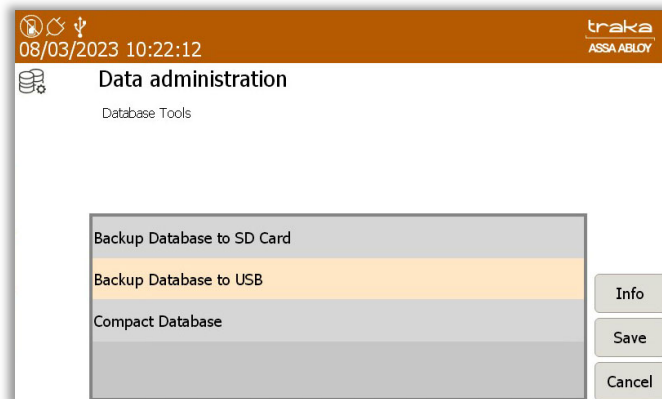 traka
08/03/2023 10:22:12
ASSA ABLOY
Data administration
Database Tools
Backup Database to SD Card
Backup Database to USB
Compact Database
Info
Save
Cancel